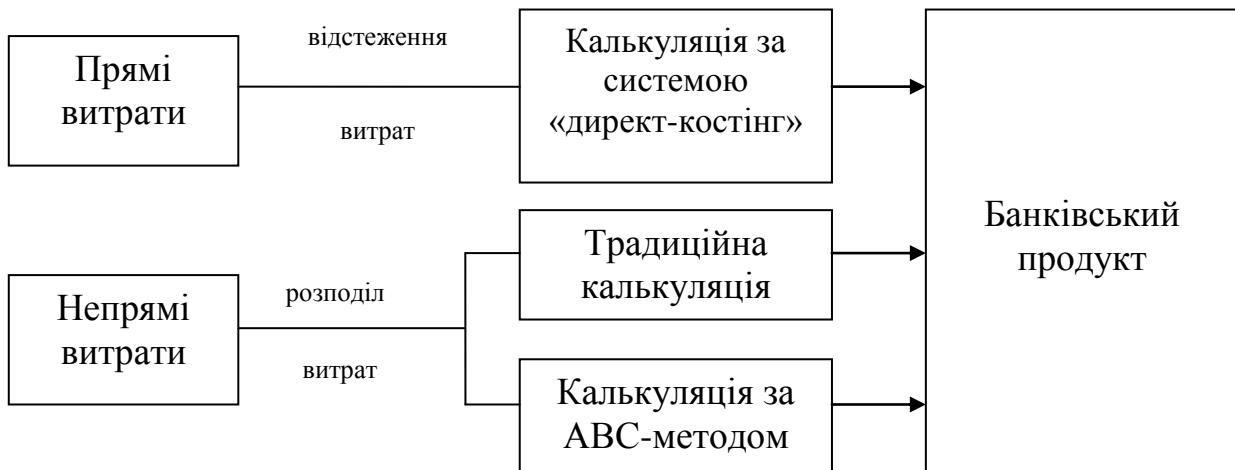 Прямі
витрати
відстеження
витрат
Калькуляція за
системою
«директ-костінг»
Непрямі
витрати
розподіл
витрат
Традиційна
калькуляція
Калькуляція за
АВС-методом
Банківський
продукт